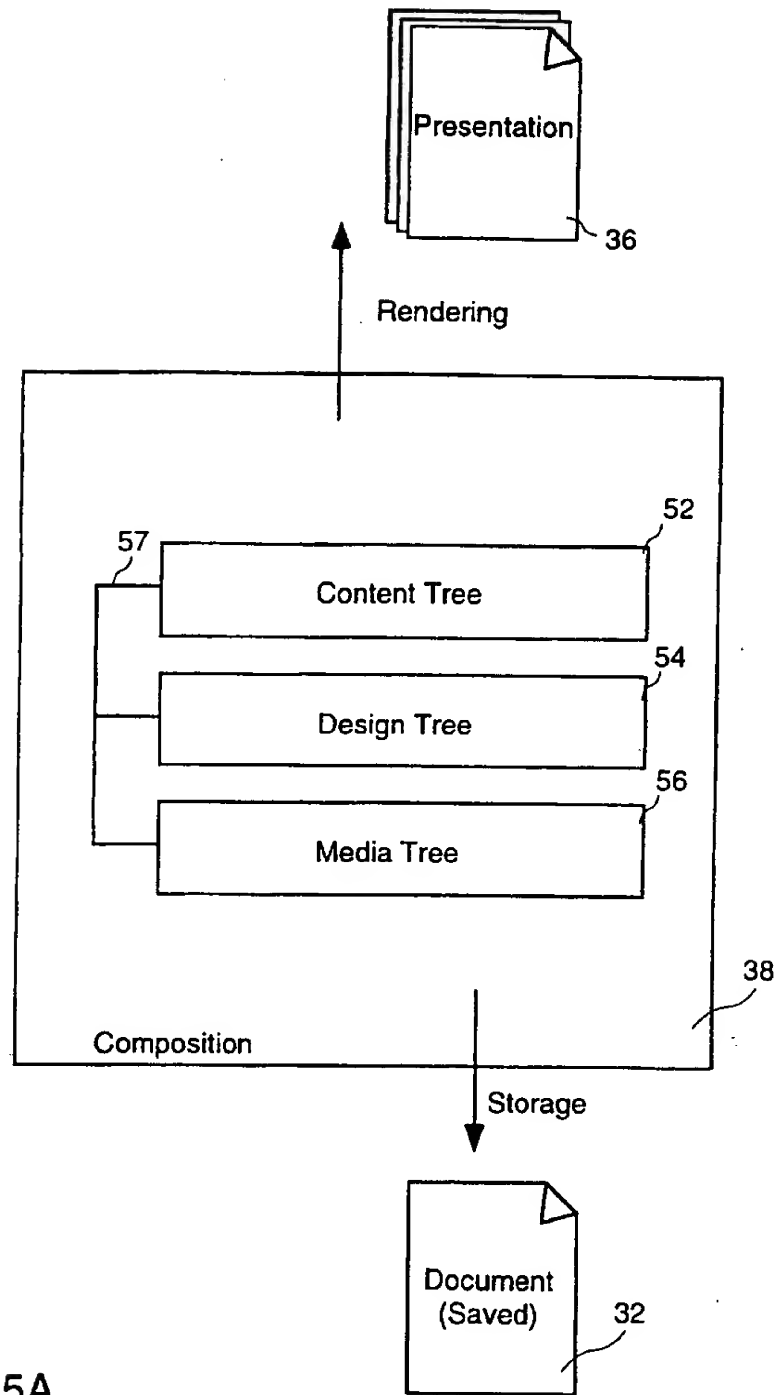 Presentation
36
Rendering
52
57
Content Tree
54
Design Tree
56
Media Tree
38
Composition
Storage
Document
(Saved)
32
5A